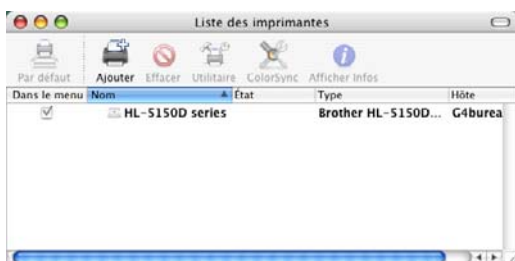 Liste des imprimantes
Par défaut Ajouter Effacer Utilitaire ColorSync Afficher Infos
Dans le menu Nom État Type Hôte
HL-5150D series Brother HL-5150D... G4burea